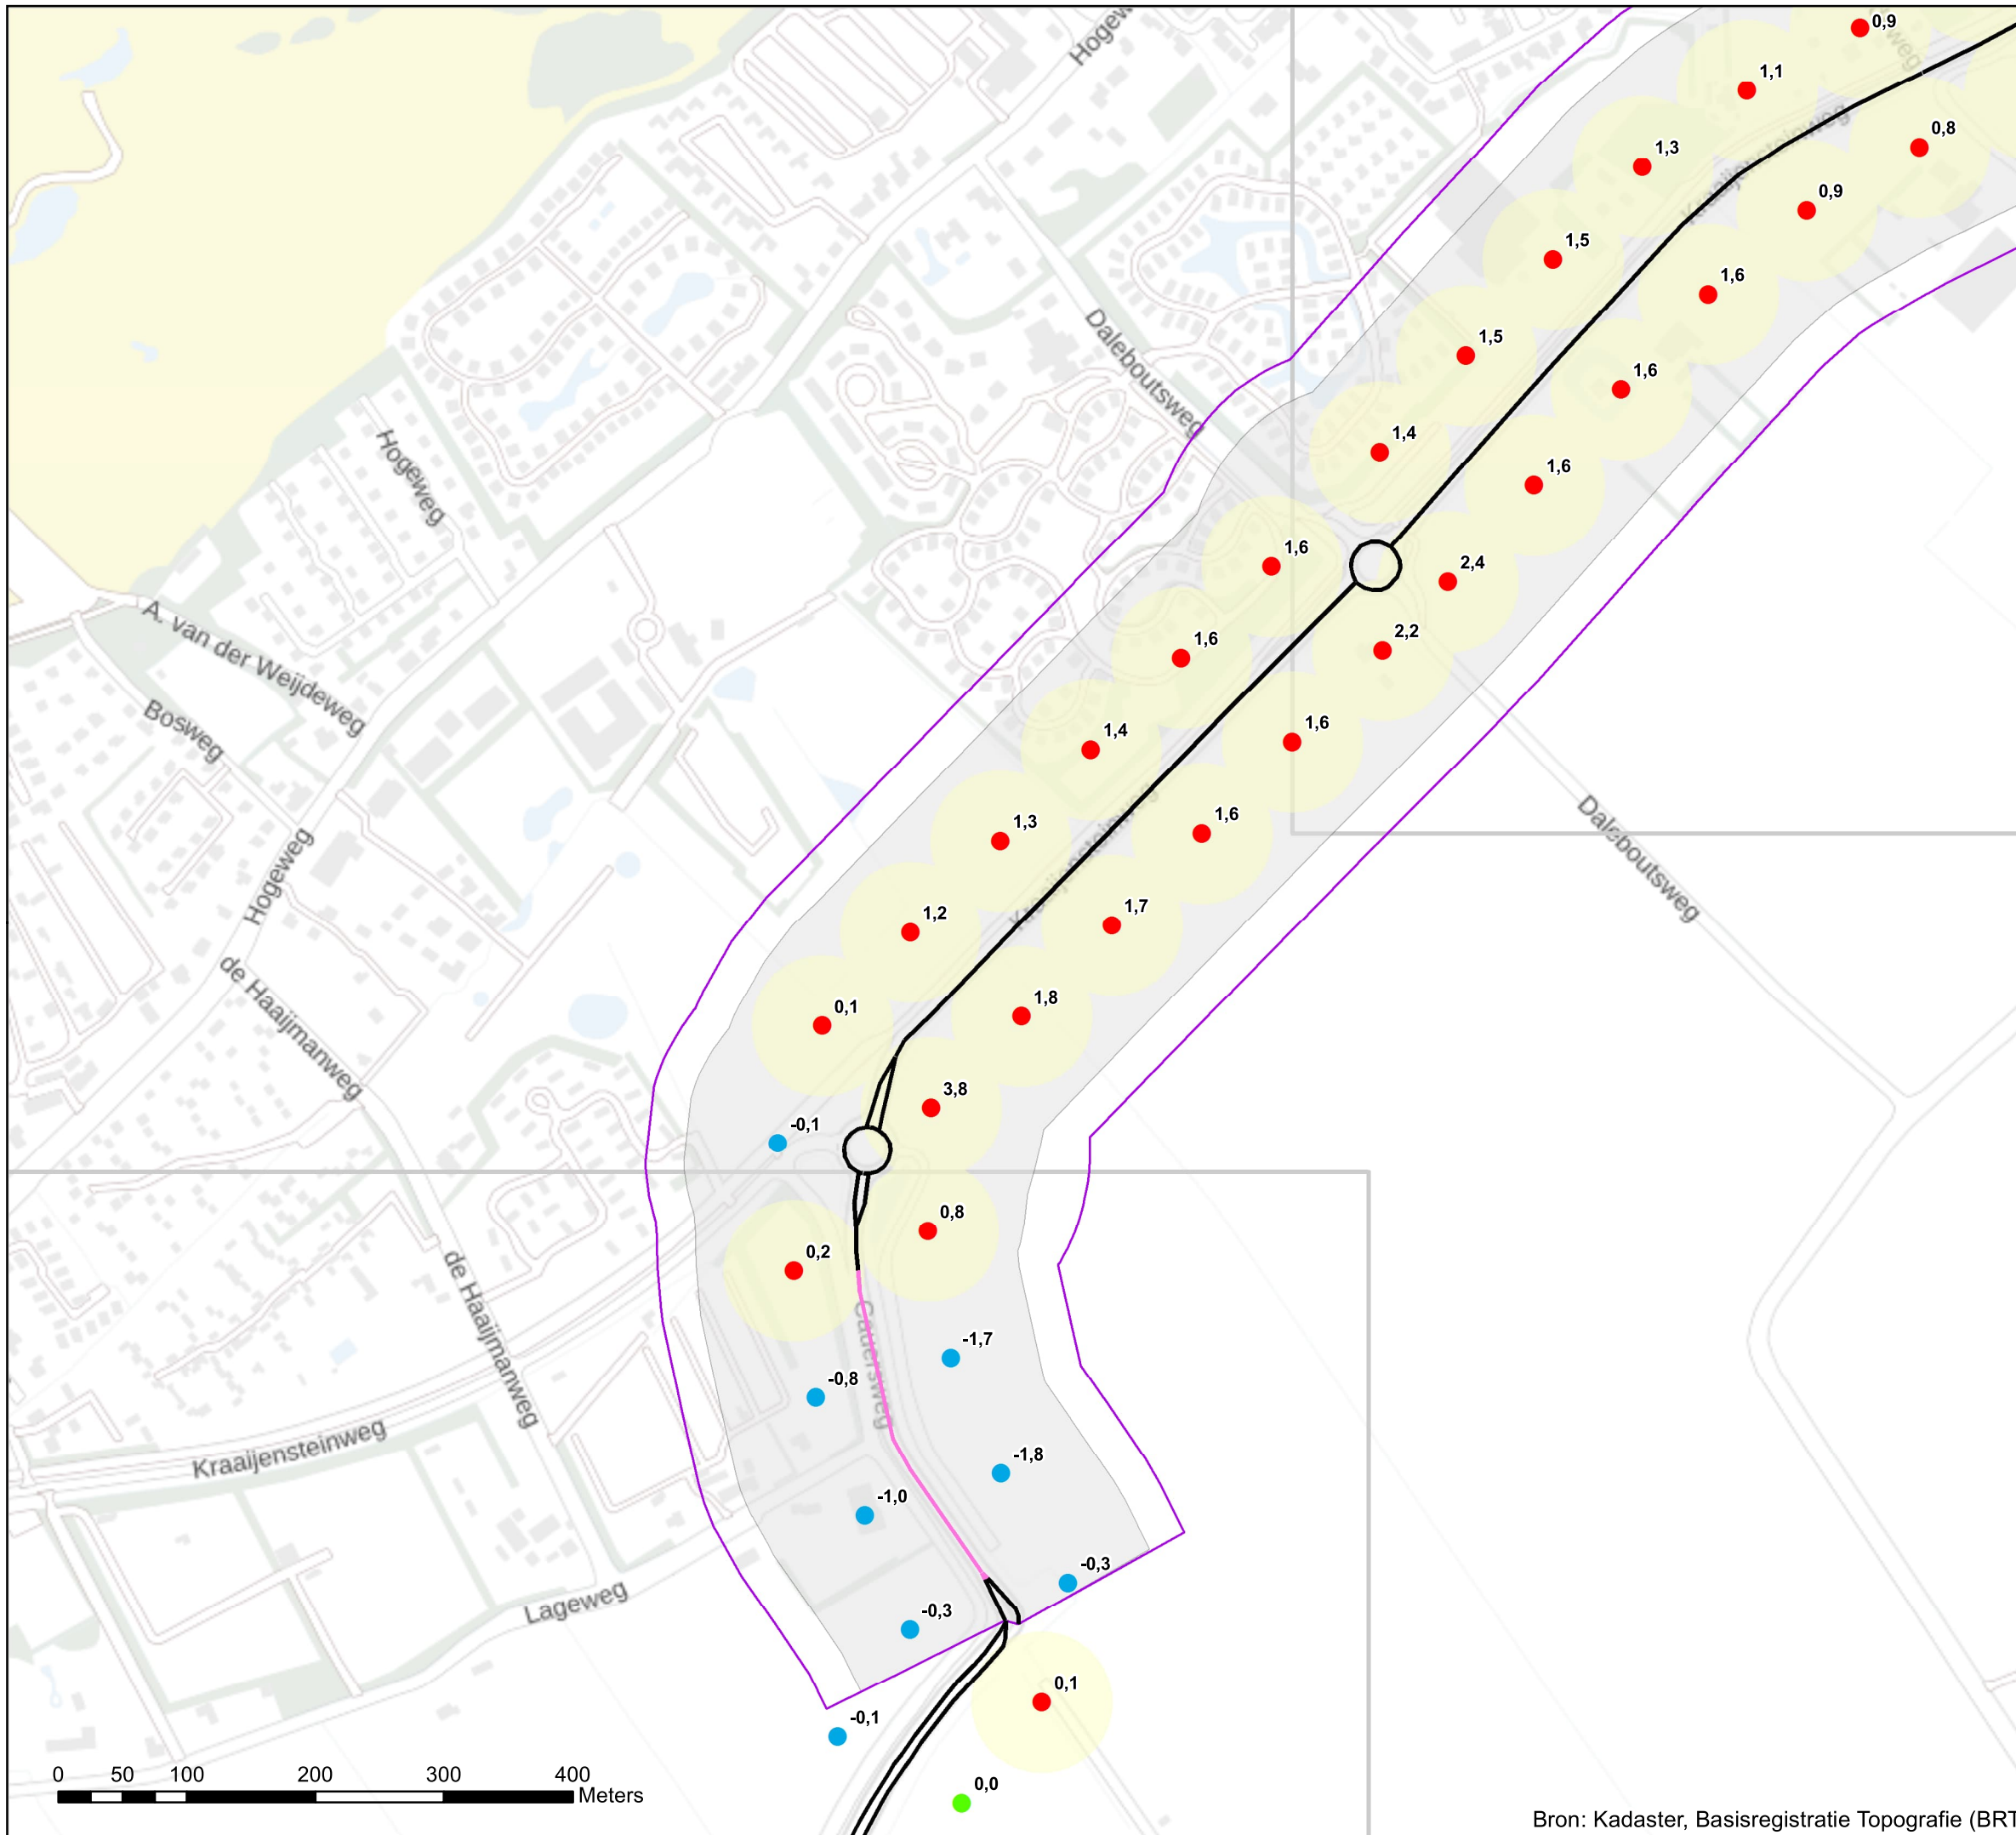 0,9
Hogew
1,1
0,8
1,3
Kraaijensteinweg
0,9
1,5
1,6
Daleboutsweg
1,5
1,6
Hogeweg
1,4
1,6
1,6
2,4
A. van der Weijdeweg
1,6
2,2
Bosweg
1,4
1,6
Daleboutsweg
1,3
1,6
Hogeweg
1,2
1,7
de Haaijmanweg
0,1
1,8
3,8
-0,1
0,8
0,2
de Haaijmanweg
Cauersweg
-1,7
-0,8
Kraaijensteinweg
-1,8
-1,0
-0,3
Lageweg
-0,3
0,1
-0,1
0,0
0 50 100 200 300 400
Meters
Bron: Kadaster, Basisregistratie Topografie (BRT